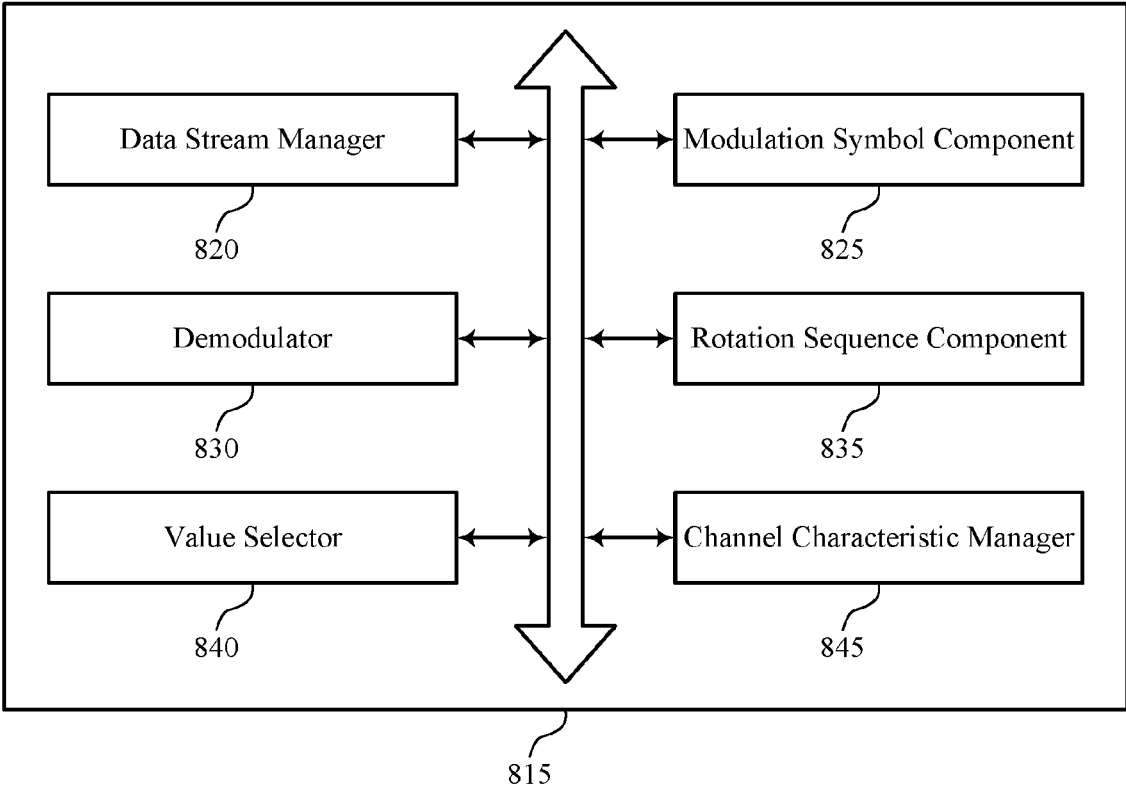 Data Stream Manager
Modulation Symbol Component
820
825
Demodulator
Rotation Sequence Component
830
835
Value Selector
Channel Characteristic Manager
840
845
815